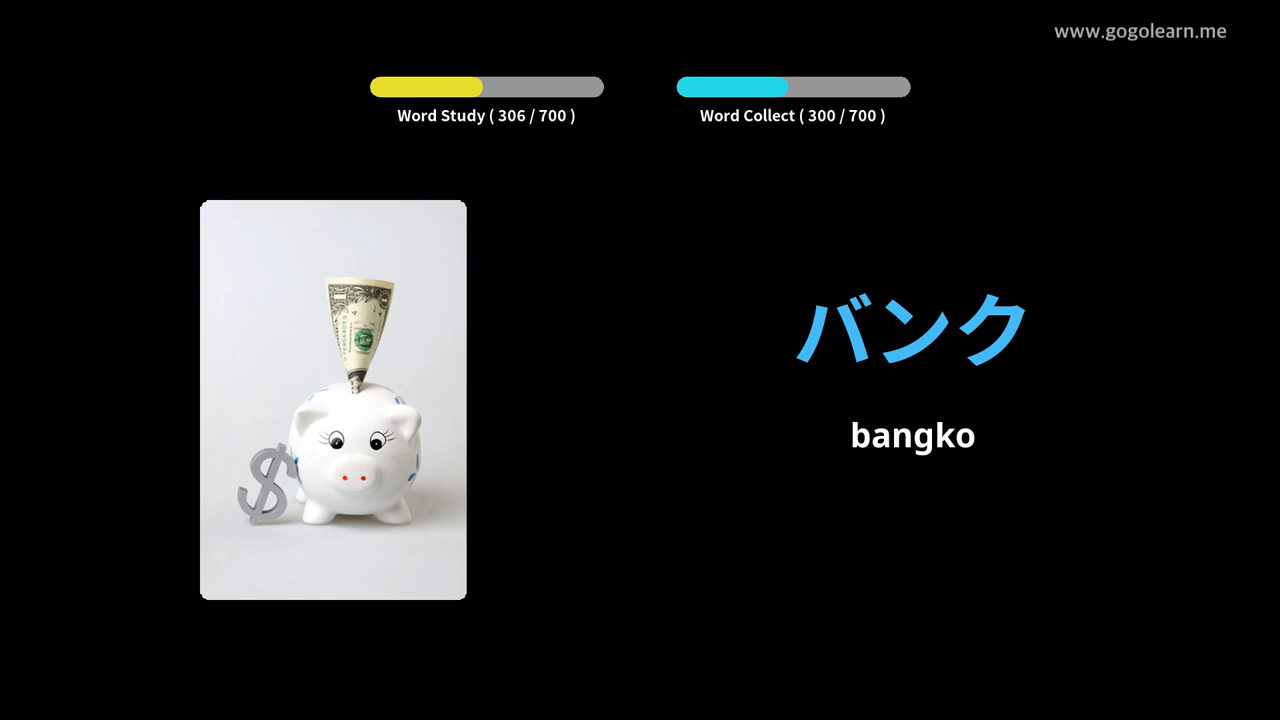 www.gogolearn.me
Word Study ( 306 / 700 )
Word Collect ( 300 / 700 )
バンク
bangko
$